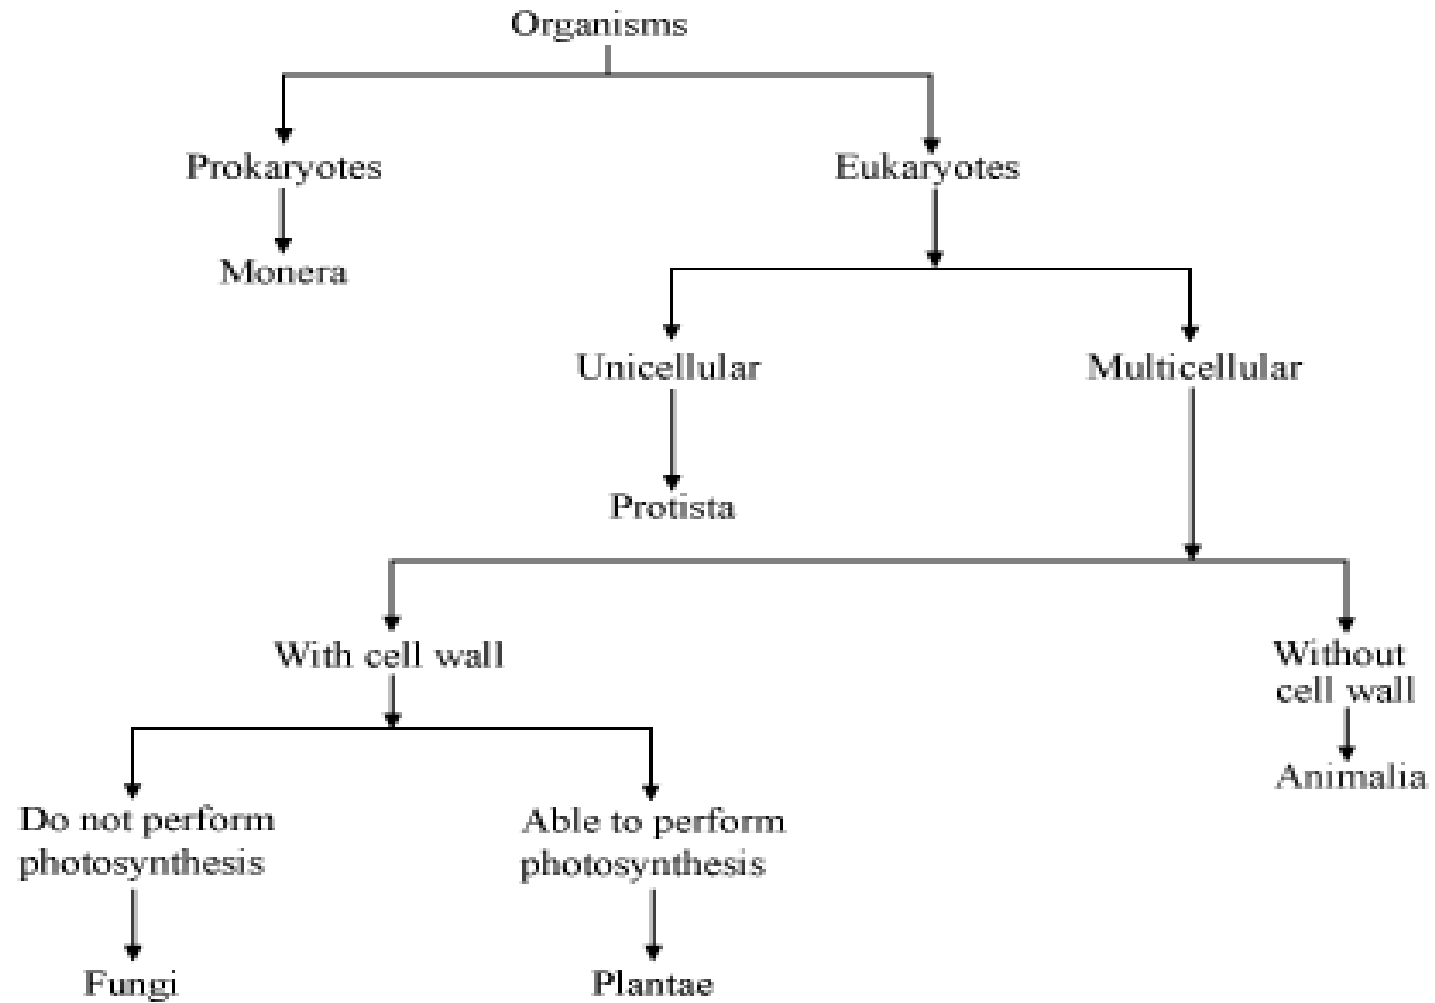 Organisms
Prokaryotes
Eukaryotes
Monera
Unicellular
Multicellular
Protista
With cell wall
Without
cell wall
Animalia
Do not perform
photosynthesis
Able to perform
photosynthesis
Fungi
Plantae